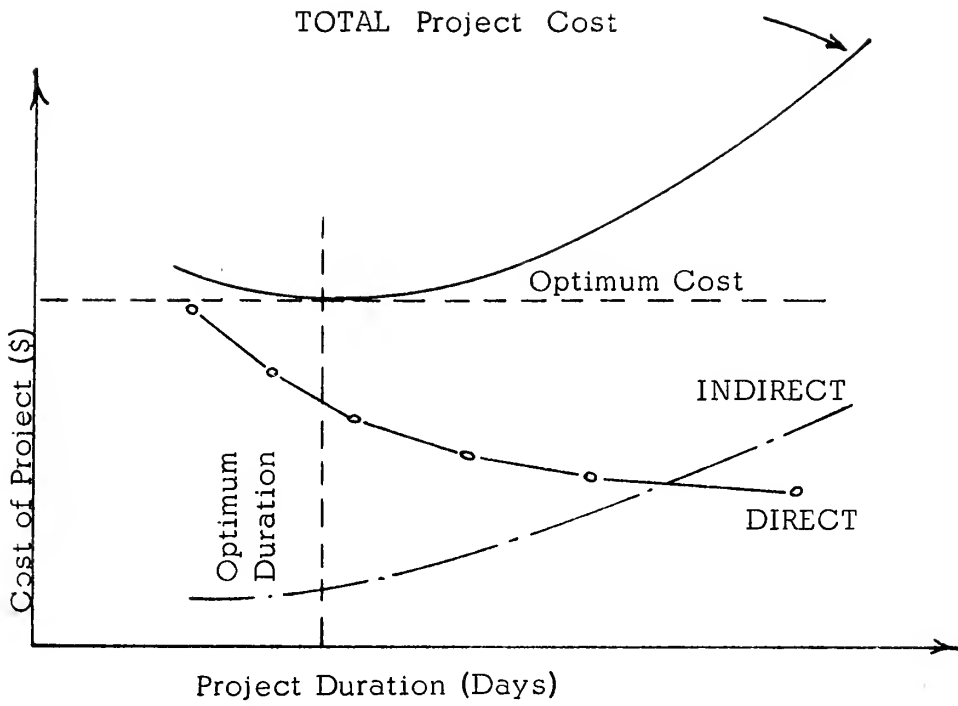 TOTAL Project Cost
Optimum Cost
Cost of Project ($)
INDIRECT
Optimum
Duration
DIRECT
Project Duration (Days)